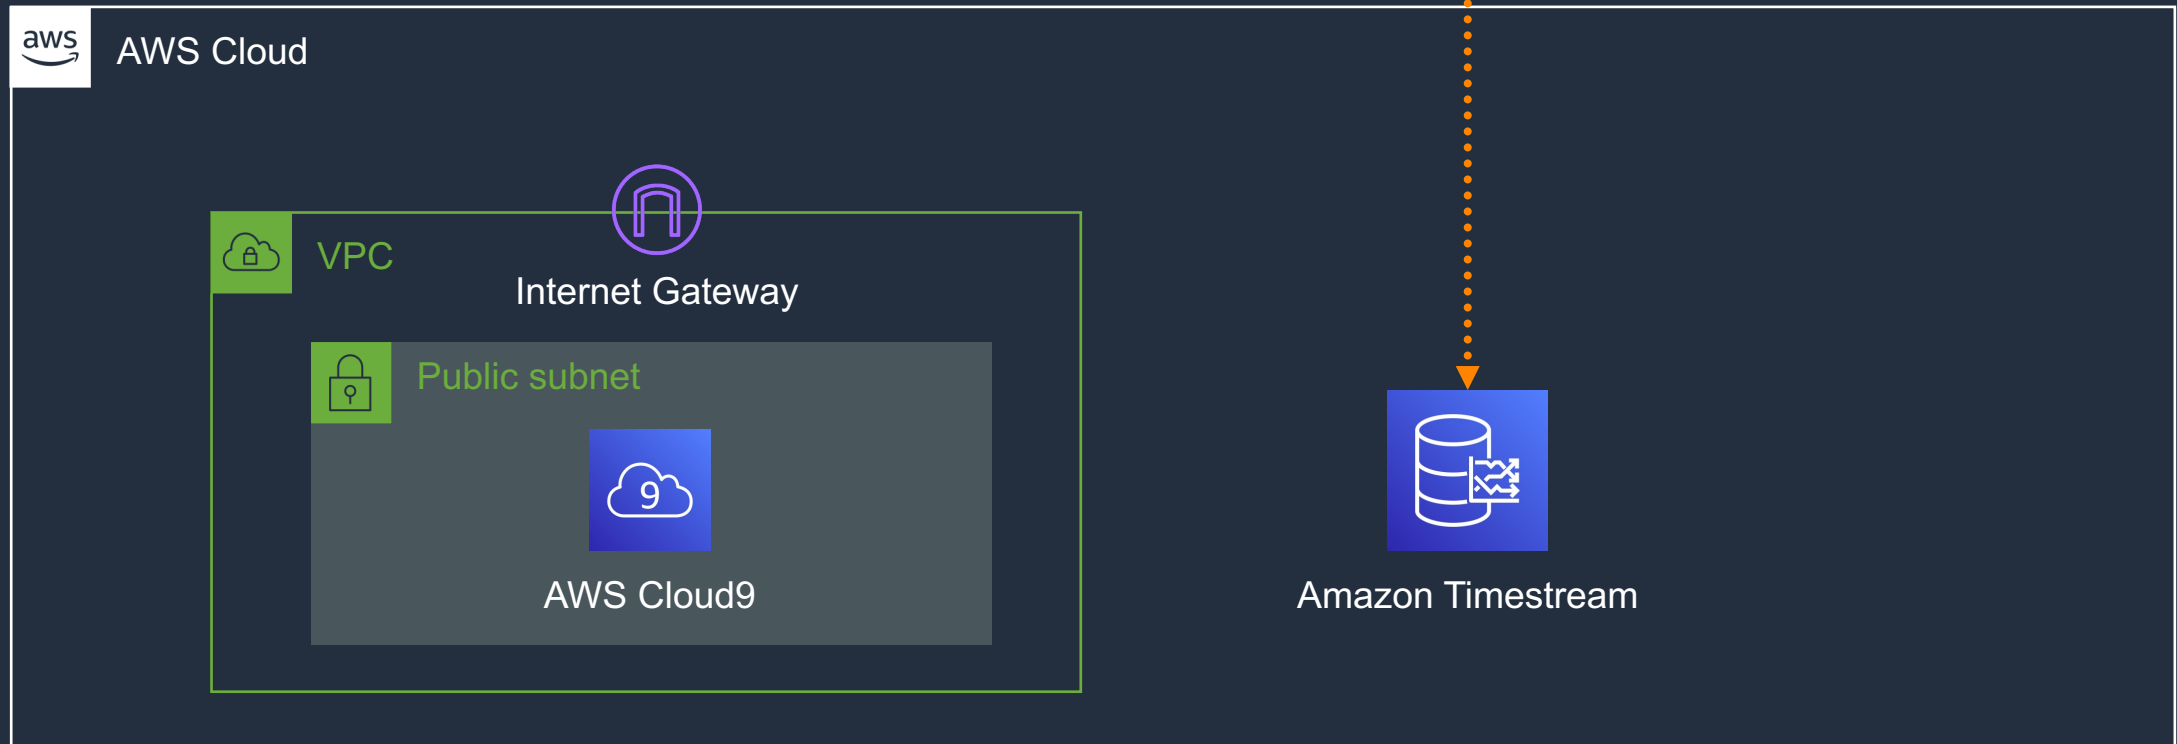 aws
AWS Cloud
VPC
Internet Gateway
Public subnet
9
AWS Cloud9
Amazon Timestream